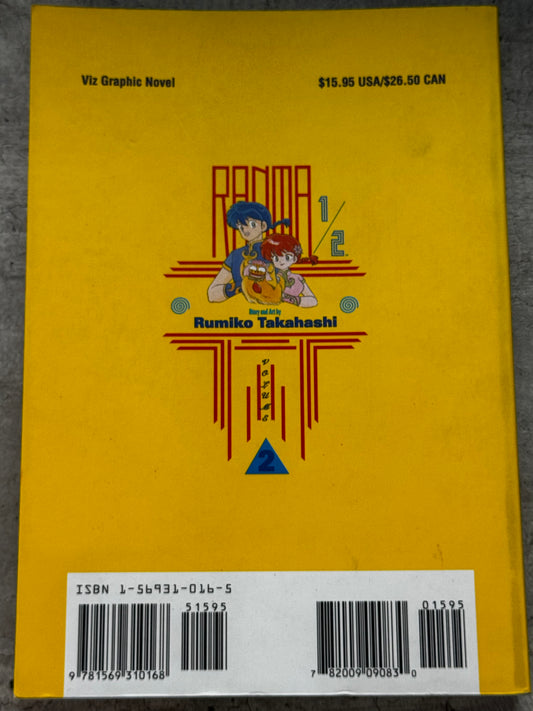 Viz Graphic Novel $15.95 USA/$26.50 CAN
RANMA
1/2™
Story and Art by
Rumiko Takahashi
VOLUME
2
ISBN 1-56931-016-5
51595 01595
9 781569 310168 7 82009 09083 0